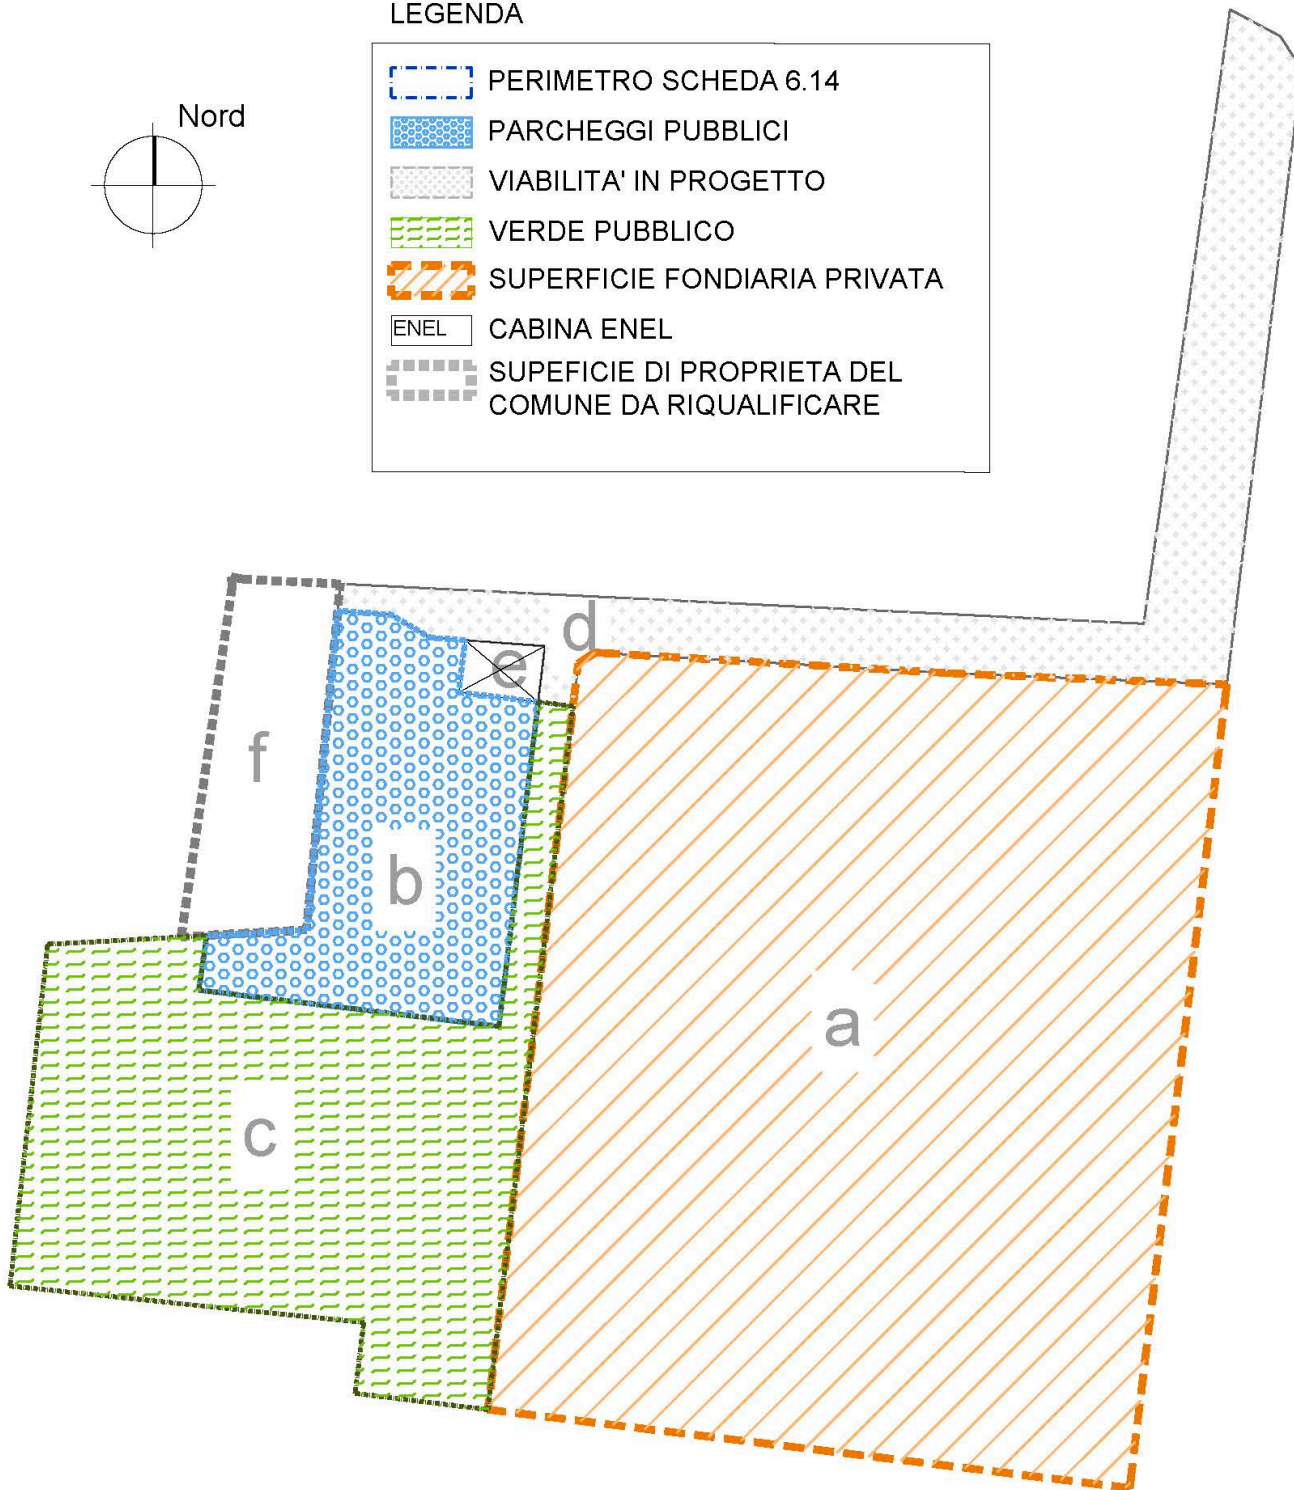 LEGENDA
Nord
PERIMETRO SCHEDA 6.14
PARCHEGGI PUBBLICI
VIABILITA' IN PROGETTO
VERDE PUBBLICO
SUPERFICIE FONDIARIA PRIVATA
ENEL CABINA ENEL
SUPEFICIE DI PROPRIETA DEL
COMUNE DA RIQUALIFICARE
d
e
f
b
a
c